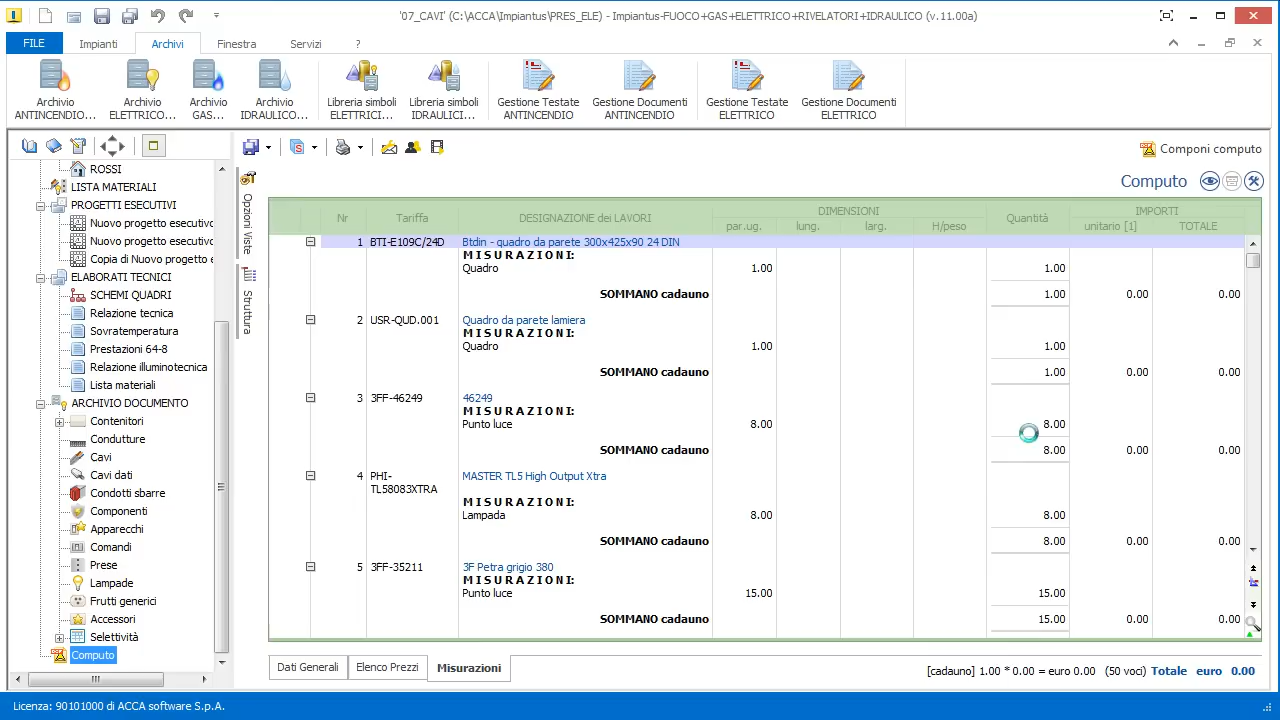 '07_CAVI' (C:\ACCA\Impiantus\PRES_ELE) - Impiantus-FUOCO+GAS+ELETTRICO+RIVELATORI+IDRAULICO (v.11.00a)
FILE Impianti Archivi Finestra Servizi ?
Archivio ANTINCENDIO...
Archivio ELETTRICO...
Archivio GAS...
Archivio IDRAULICO...
Libreria simboli ELETTRICI...
Libreria simboli IDRAULICI...
Gestione Testate ANTINCENDIO
Gestione Documenti ANTINCENDIO
Gestione Testate ELETTRICO
Gestione Documenti ELETTRICO
ROSSI
LISTA MATERIALI
PROGETTI ESECUTIVI
Nuovo progetto esecutivo
Nuovo progetto esecutivo
Copia di Nuovo progetto e
ELABORATI TECNICI
SCHEMI QUADRI
Relazione tecnica
Sovratemperatura
Prestazioni 64-8
Relazione illuminotecnica
Lista materiali
ARCHIVIO DOCUMENTO
Contenitori
Condutture
Cavi
Cavi dati
Condotti sbarre
Componenti
Apparecchi
Comandi
Prese
Lampade
Frutti generici
Accessori
Selettività
Computo
Opzioni Viste
Struttura
Componi computo
Computo
Nr Tariffa DESIGNAZIONE dei LAVORI DIMENSIONI Quantità IMPORTI
par.ug. lung. larg. H/peso unitario [1] TOTALE
1 BTI-E109C/24D Btdin - quadro da parete 300x425x90 24 DIN
MISURAZIONI:
Quadro 1.00 1.00
SOMMANO cadauno 1.00 0.00 0.00
2 USR-QUD.001 Quadro da parete lamiera
MISURAZIONI:
Quadro 1.00 1.00
SOMMANO cadauno 1.00 0.00 0.00
3 3FF-46249 46249
MISURAZIONI:
Punto luce 8.00 8.00
SOMMANO cadauno 8.00 0.00 0.00
4 PHI-TL58083XTRA MASTER TL5 High Output Xtra
MISURAZIONI:
Lampada 8.00 8.00
SOMMANO cadauno 8.00 0.00 0.00
5 3FF-35211 3F Petra grigio 380
MISURAZIONI:
Punto luce 15.00 15.00
SOMMANO cadauno 15.00 0.00 0.00
Dati Generali Elenco Prezzi Misurazioni
[cadauno] 1.00 * 0.00 = euro 0.00 (50 voci) Totale euro 0.00
Licenza: 90101000 di ACCA software S.p.A.